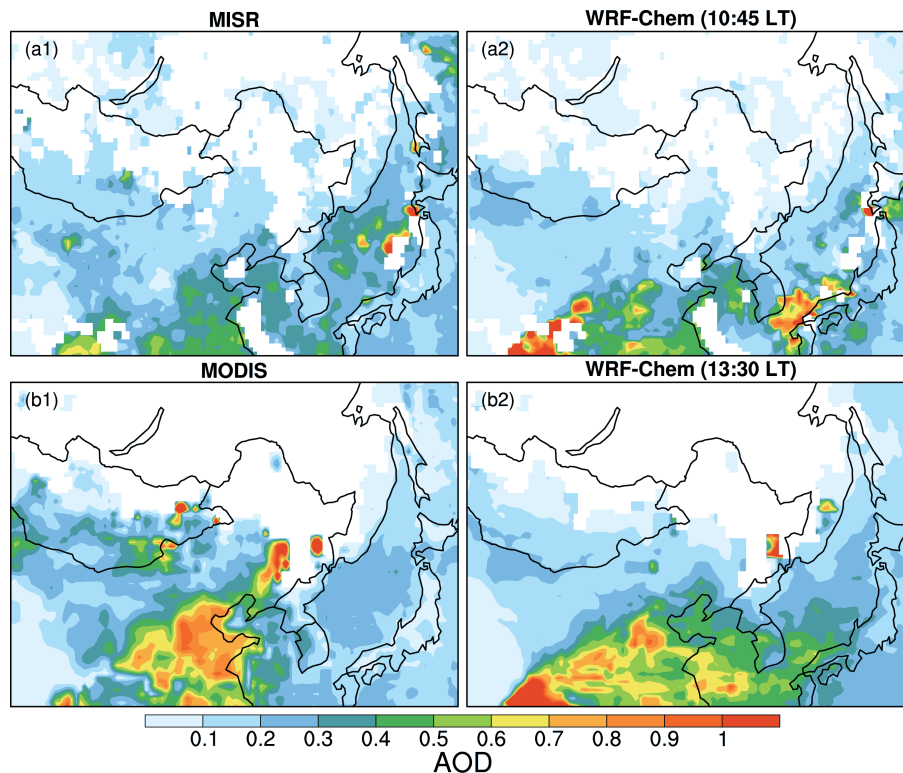 MISR
WRF-Chem (10:45 LT)
(a1)
(a2)
MODIS
WRF-Chem (13:30 LT)
(b1)
(b2)
0.1 0.2 0.3 0.4 0.5 0.6 0.7 0.8 0.9 1
AOD